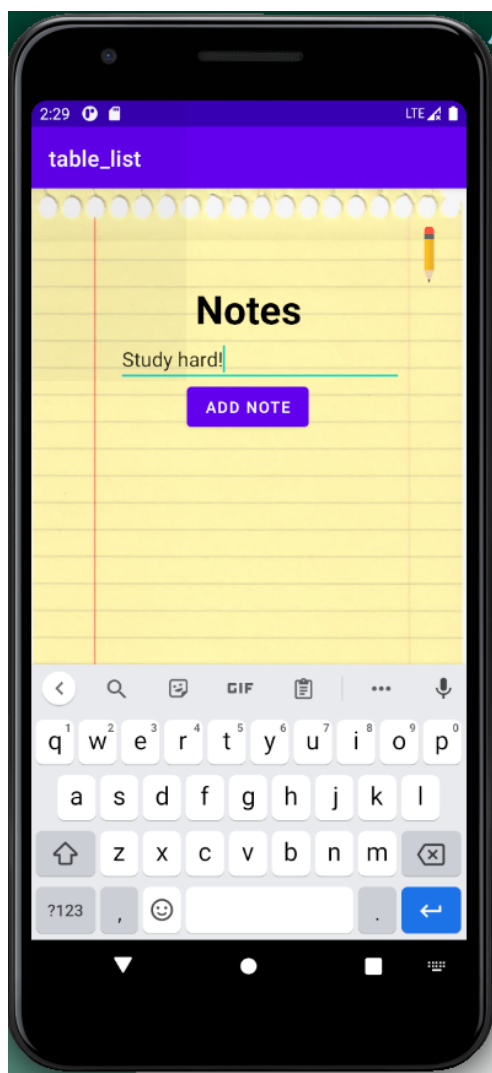 2:29 LTE
table_list
Notes
Study hard!
ADD NOTE
GIF
q1 w2 e3 r4 t5 y6 u7 i8 o9 p0
a s d f g h j k l
z x c v b n m
?123 , .